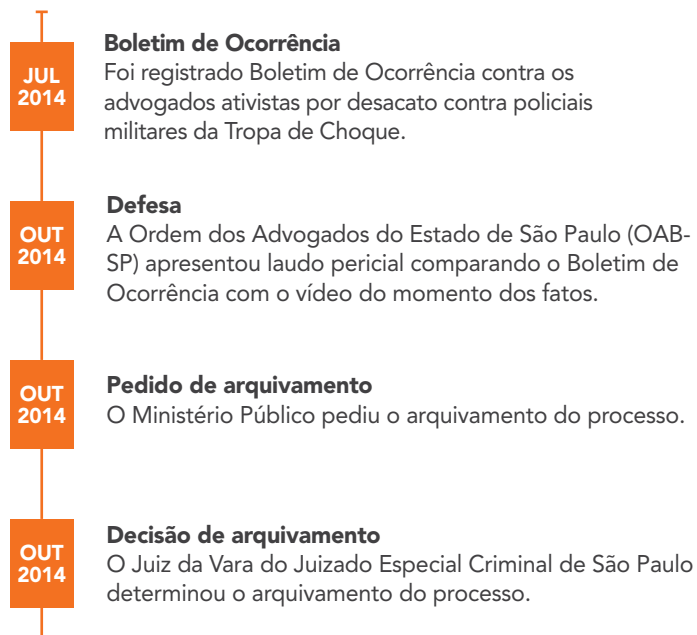 JUL
2014
Boletim de Ocorrência
Foi registrado Boletim de Ocorrência contra os
advogados ativistas por desacato contra policiais
militares da Tropa de Choque.
OUT
2014
Defesa
A Ordem dos Advogados do Estado de São Paulo (OAB-
SP) apresentou laudo pericial comparando o Boletim de
Ocorrência com o vídeo do momento dos fatos.
OUT
2014
Pedido de arquivamento
O Ministério Público pediu o arquivamento do processo.
OUT
2014
Decisão de arquivamento
O Juiz da Vara do Juizado Especial Criminal de São Paulo
determinou o arquivamento do processo.